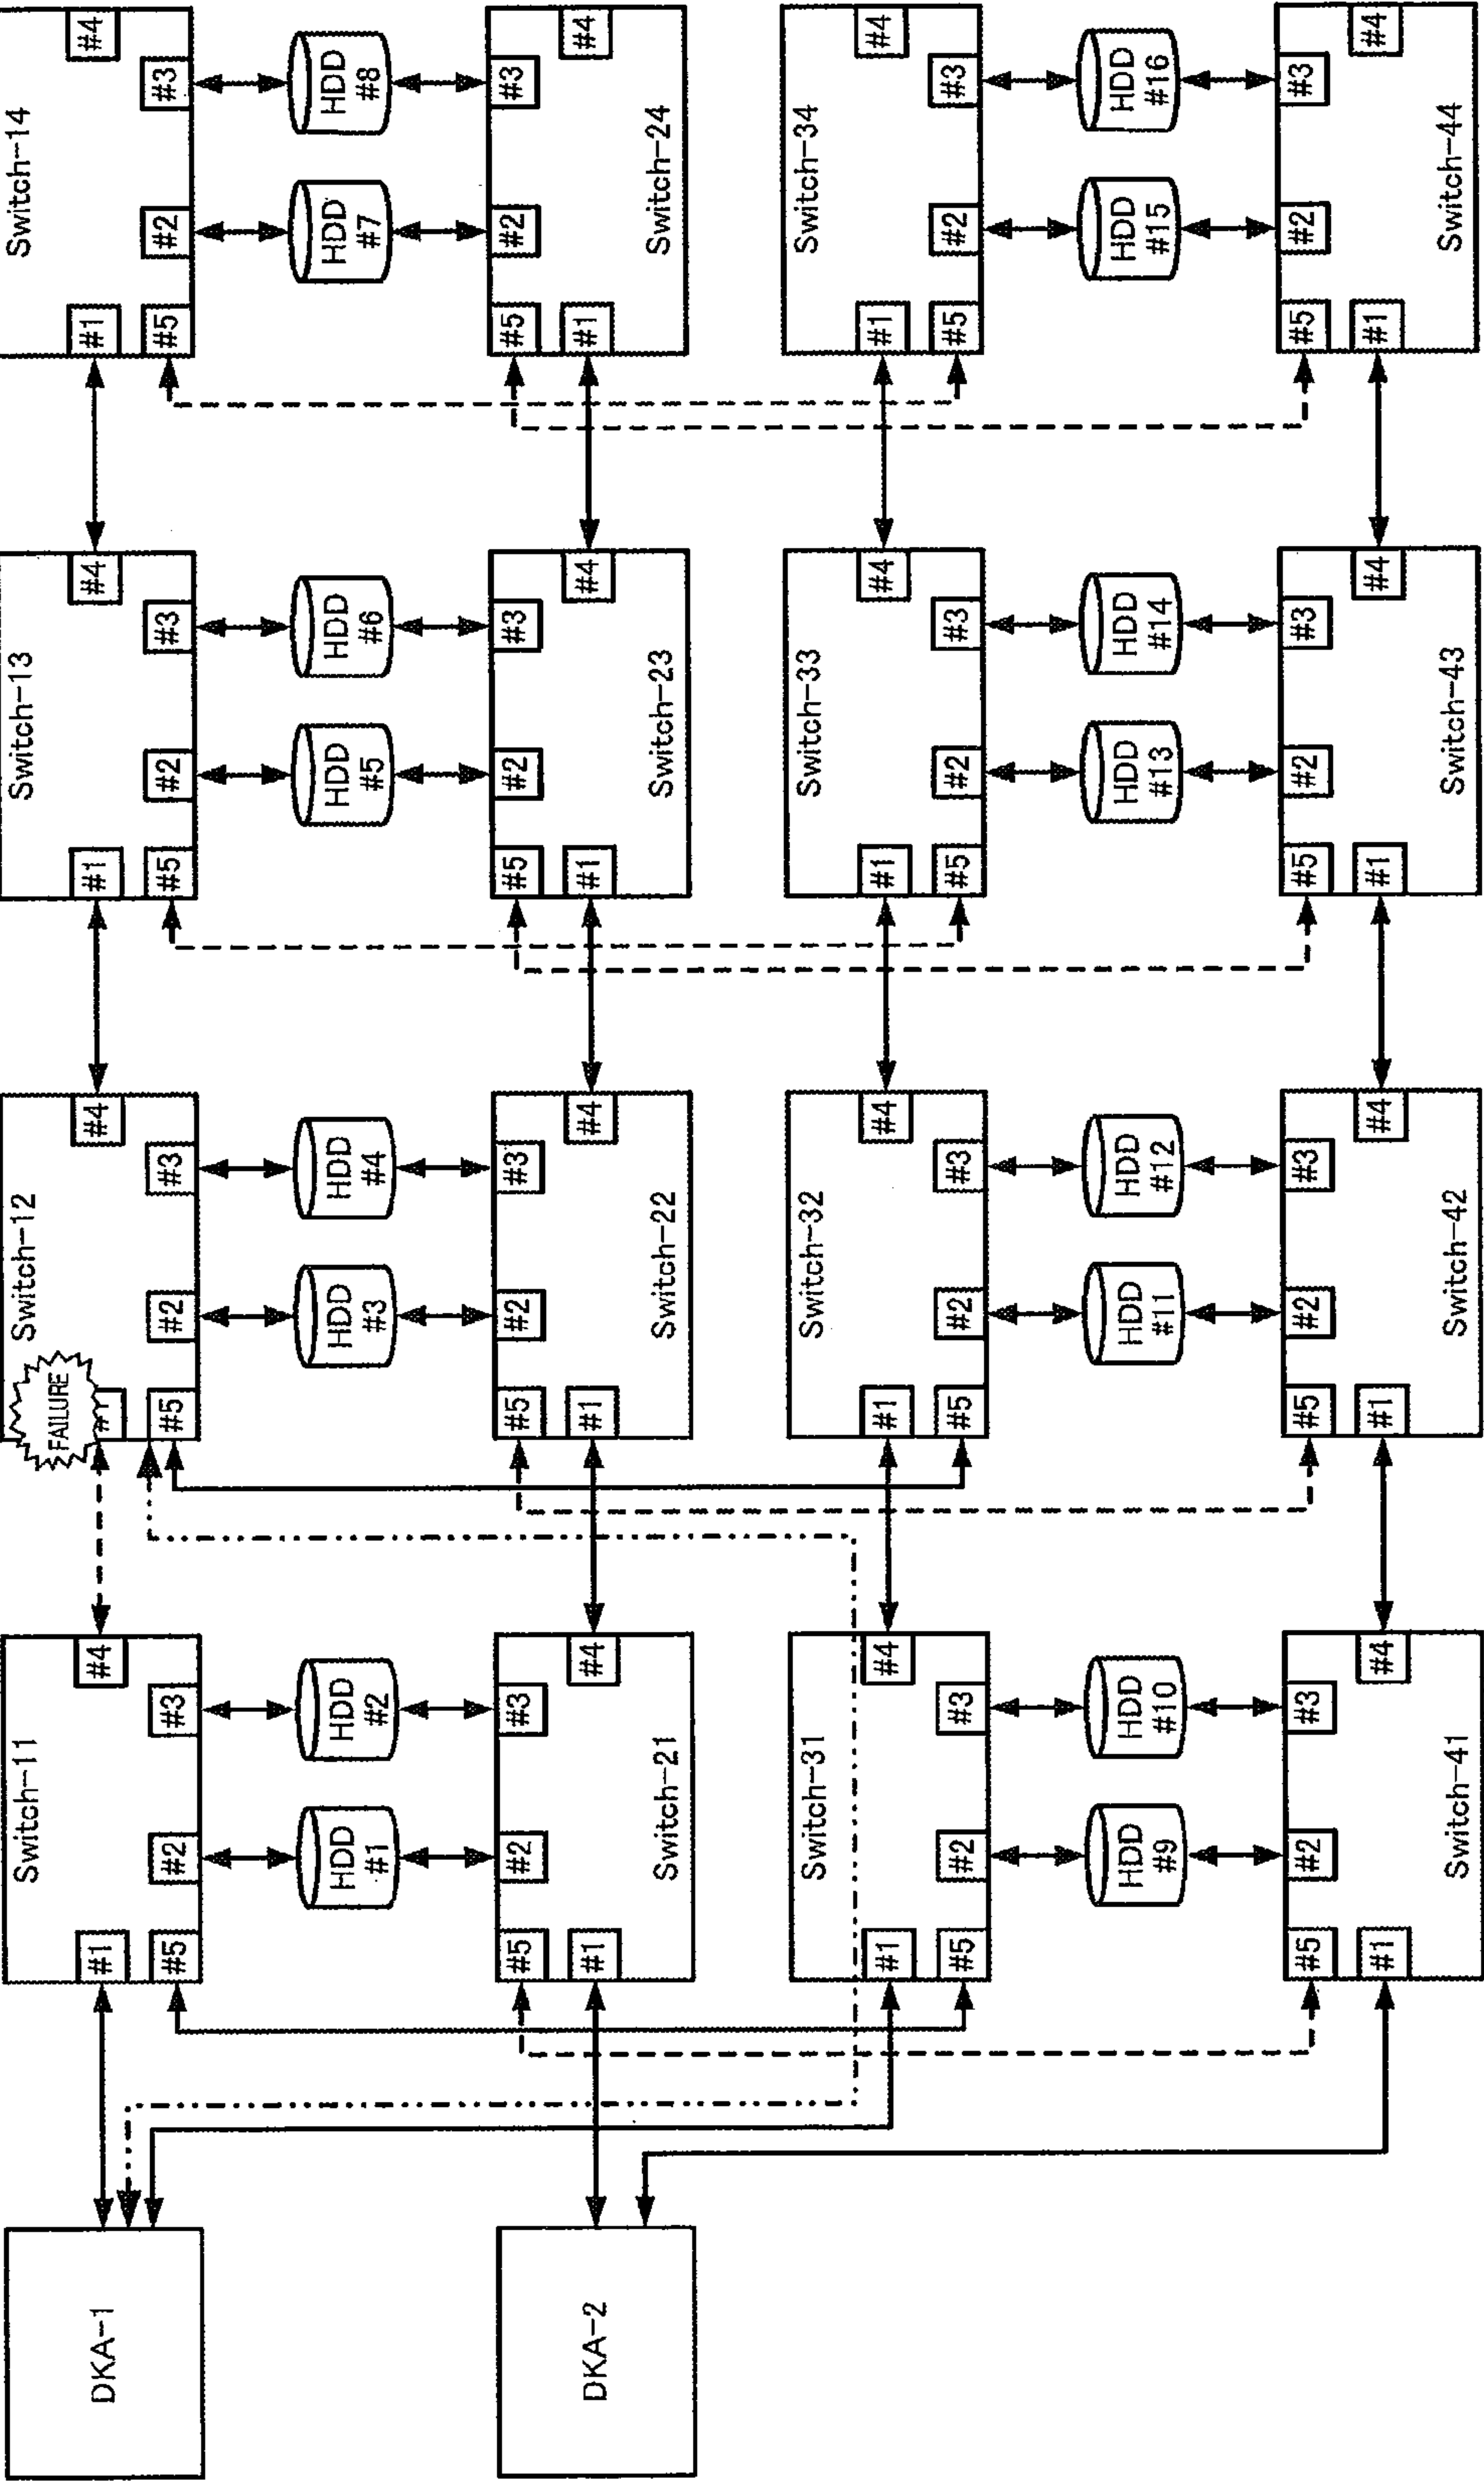 DKA-1
DKA-2
Switch-11
#1
#4
#5
#2
#3
HDD
#1
HDD
#2
#5
#2
#3
#1
#4
Switch-21
FAILURE
Switch-12
#4
#5
#2
#3
HDD
#3
HDD
#4
#5
#2
#3
#1
#4
Switch-22
Switch-13
#1
#4
#5
#2
#3
HDD
#5
HDD
#6
#5
#2
#3
#1
#4
Switch-23
Switch-14
#1
#4
#5
#2
#3
HDD
#7
HDD
#8
#5
#2
#3
#1
#4
Switch-24
Switch-31
#1
#4
#5
#2
#3
HDD
#9
HDD
#10
#5
#2
#3
#1
#4
Switch-41
Switch-32
#1
#4
#5
#2
#3
HDD
#11
HDD
#12
#5
#2
#3
#1
#4
Switch-42
Switch-33
#1
#4
#5
#2
#3
HDD
#13
HDD
#14
#5
#2
#3
#1
#4
Switch-43
Switch-34
#1
#4
#5
#2
#3
HDD
#15
HDD
#16
#5
#2
#3
#1
#4
Switch-44